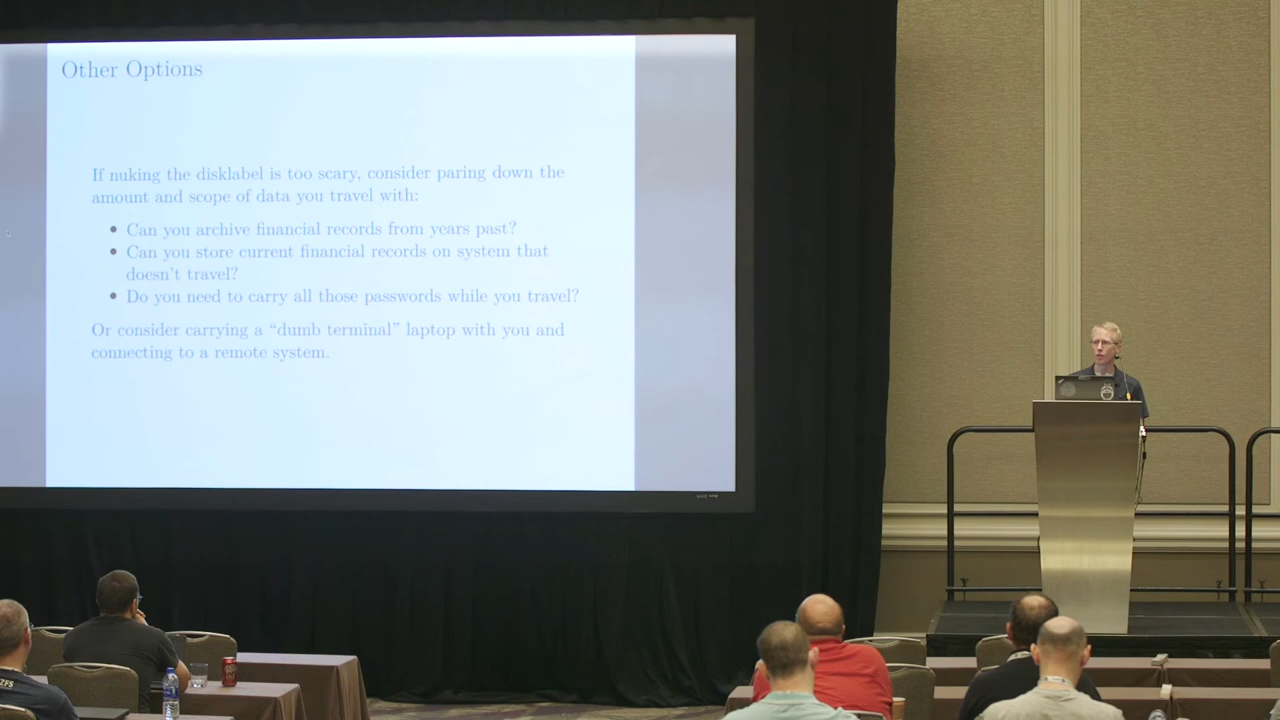 Other Options
If nuking the disklabel is too scary, consider paring down the
amount and scope of data you travel with:
• Can you archive financial records from years past?
• Can you store current financial records on system that
doesn't travel?
• Do you need to carry all those passwords while you travel?
Or consider carrying a “dumb terminal” laptop with you and
connecting to a remote system.
ZFS